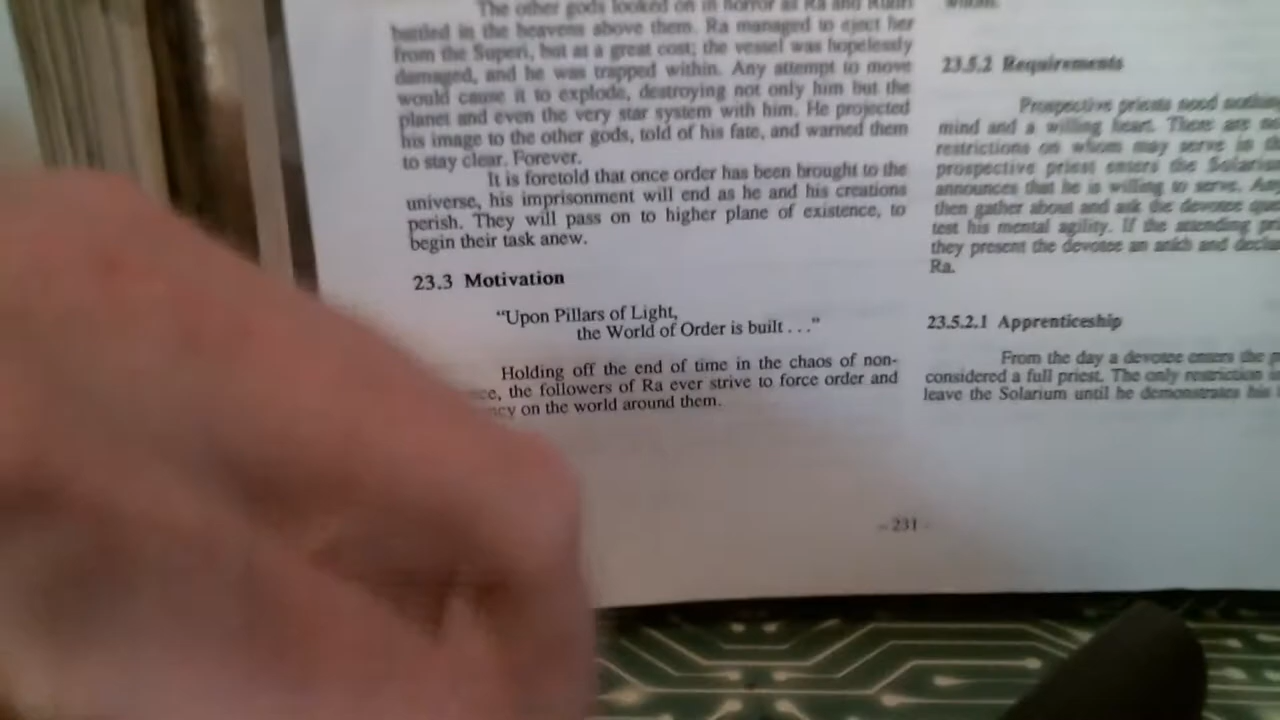 The other gods looked on in horror as Ra and
battled in the heavens above them. Ra managed to eject her
from the Superi, but at a great cost; the vessel was hopelessly
damaged, and he was trapped within. Any attempt to move
would cause it to explode, destroying not only him but the
planet and even the very star system with him. He projected
his image to the other gods, told of his fate, and warned them
to stay clear. Forever.
It is foretold that once order has been brought to the
universe, his imprisonment will end as he and his creations
perish. They will pass on to higher plane of existence, to
begin their task anew.
23.3 Motivation
“Upon Pillars of Light,
the World of Order is built . . .”
Holding off the end of time in the chaos of non-
the followers of Ra ever strive to force order and
on the world around them.
23.5.2 Requirements
Prospective priests need
mind and a willing heart. There are
restrictions on whom may serve in
prospective priest enters the
announces that he is willing to serve.
then gather about and ask the devotee
test his mental agility. If the attending
they present the devotee an ankh and
Ra.
23.5.2.1 Apprenticeship
From the day a devotee enters the
considered a full priest. The only restriction
leave the Solarium until he demonstrates his
- 231 -